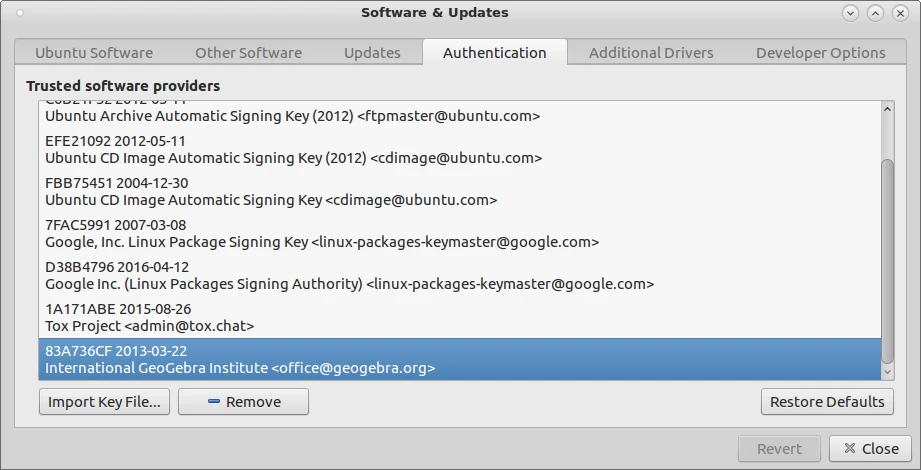 Software & Updates
Ubuntu Software
Other Software
Updates
Authentication
Additional Drivers
Developer Options
Trusted software providers
Ubuntu Archive Automatic Signing Key (2012) <ftpmaster@ubuntu.com>
EFE21092 2012-05-11
Ubuntu CD Image Automatic Signing Key (2012) <cdimage@ubuntu.com>
FBB75451 2004-12-30
Ubuntu CD Image Automatic Signing Key <cdimage@ubuntu.com>
7FAC5991 2007-03-08
Google, Inc. Linux Package Signing Key <linux-packages-keymaster@google.com>
D38B4796 2016-04-12
Google Inc. (Linux Packages Signing Authority) <linux-packages-keymaster@google.com>
1A171ABE 2015-08-26
Tox Project <admin@tox.chat>
83A736CF 2013-03-22
International GeoGebra Institute <office@geogebra.org>
Import Key File...
Remove
Restore Defaults
Revert
Close